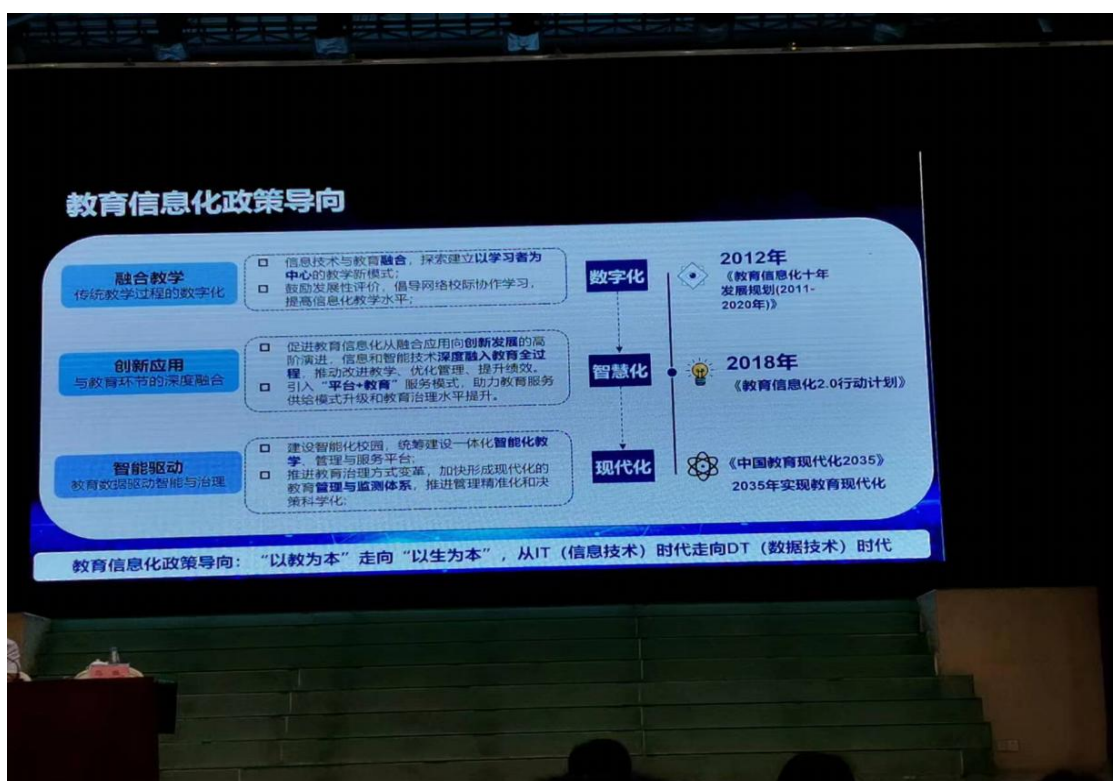 教育信息化政策导向
融合教学
传统教学过程的数字化
信息技术与教育融合，探索建立以学习者为
中心的教学新模式；
鼓励发展性评价，倡导网络校际协作学习，
提高信息化教学水平；
数字化
2012年
《教育信息化十年
发展规划(2011-
2020年)》
创新应用
与教育环节的深度融合
促进教育信息化从融合应用向创新发展的高
阶演进，信息和智能技术深度融入教育全过
程，推动改进教学、优化管理、提升绩效。
引入“平台+教育”服务模式，助力教育服务
供给模式升级和教育治理水平提升。
智慧化
2018年
《教育信息化2.0行动计划》
智能驱动
教育数据驱动智能与治理
建设智能化校园，统筹建设一体化智能化教
学、管理与服务平台;
推进教育治理方式变革，加快形成现代化的
教育管理与监测体系，推进管理精准化和决
策科学化;
现代化
《中国教育现代化2035》
2035年实现教育现代化
教育信息化政策导向：“以教为本”走向“以生为本”，从IT（信息技术）时代走向DT（数据技术）时代